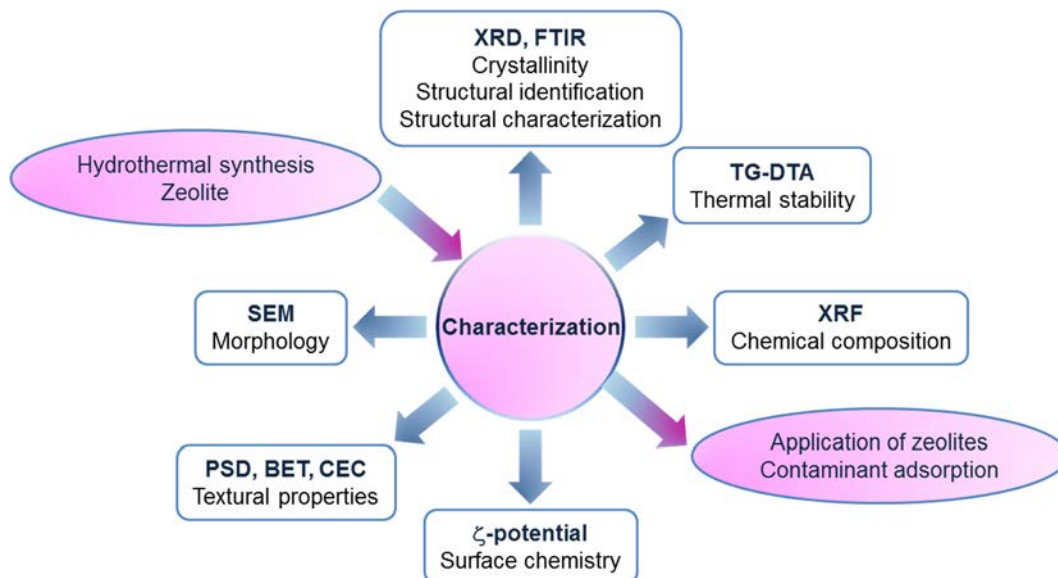 XRD, FTIR
Crystallinity
Structural identification
Structural characterization
Hydrothermal synthesis
Zeolite
TG-DTA
Thermal stability
SEM
Morphology
Characterization
XRF
Chemical composition
PSD, BET, CEC
Textural properties
Application of zeolites
Contaminant adsorption
ζ-potential
Surface chemistry